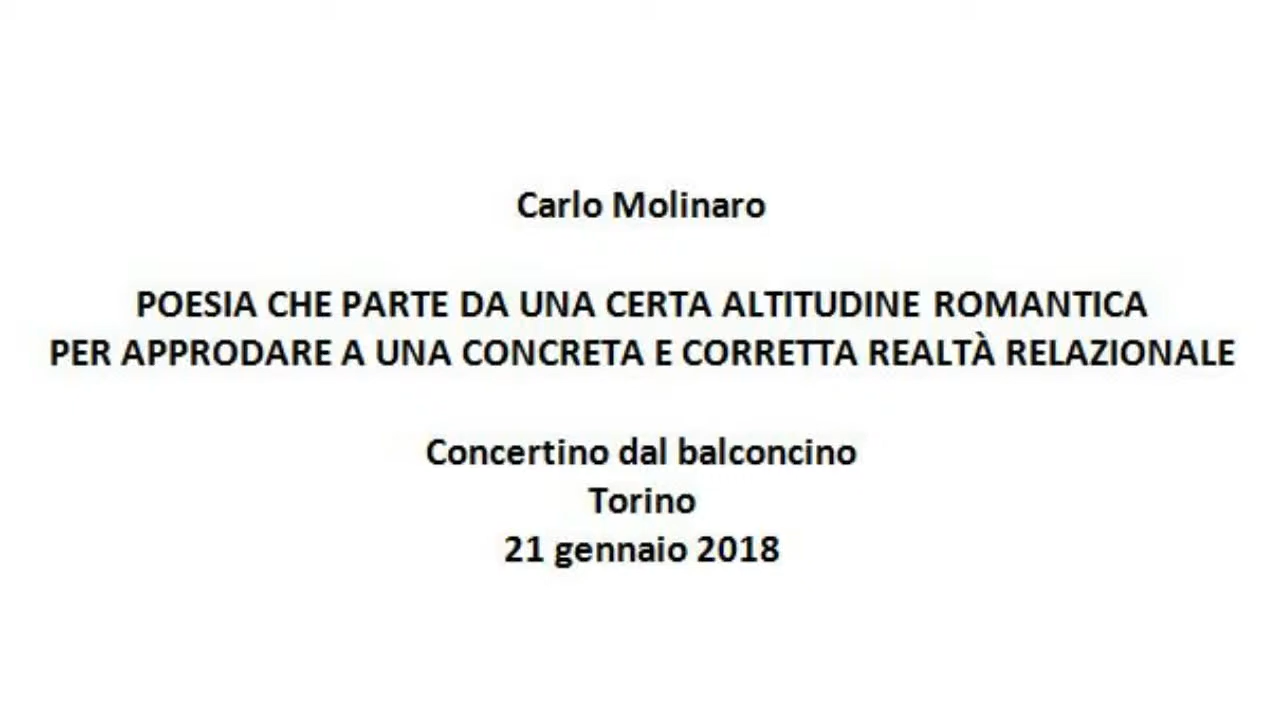 Carlo Molinaro
POESIA CHE PARTE DA UNA CERTA ALTITUDINE ROMANTICA
PER APPRODARE A UNA CONCRETA E CORRETTA REALTÀ RELAZIONALE
Concertino dal balconcino
Torino
21 gennaio 2018